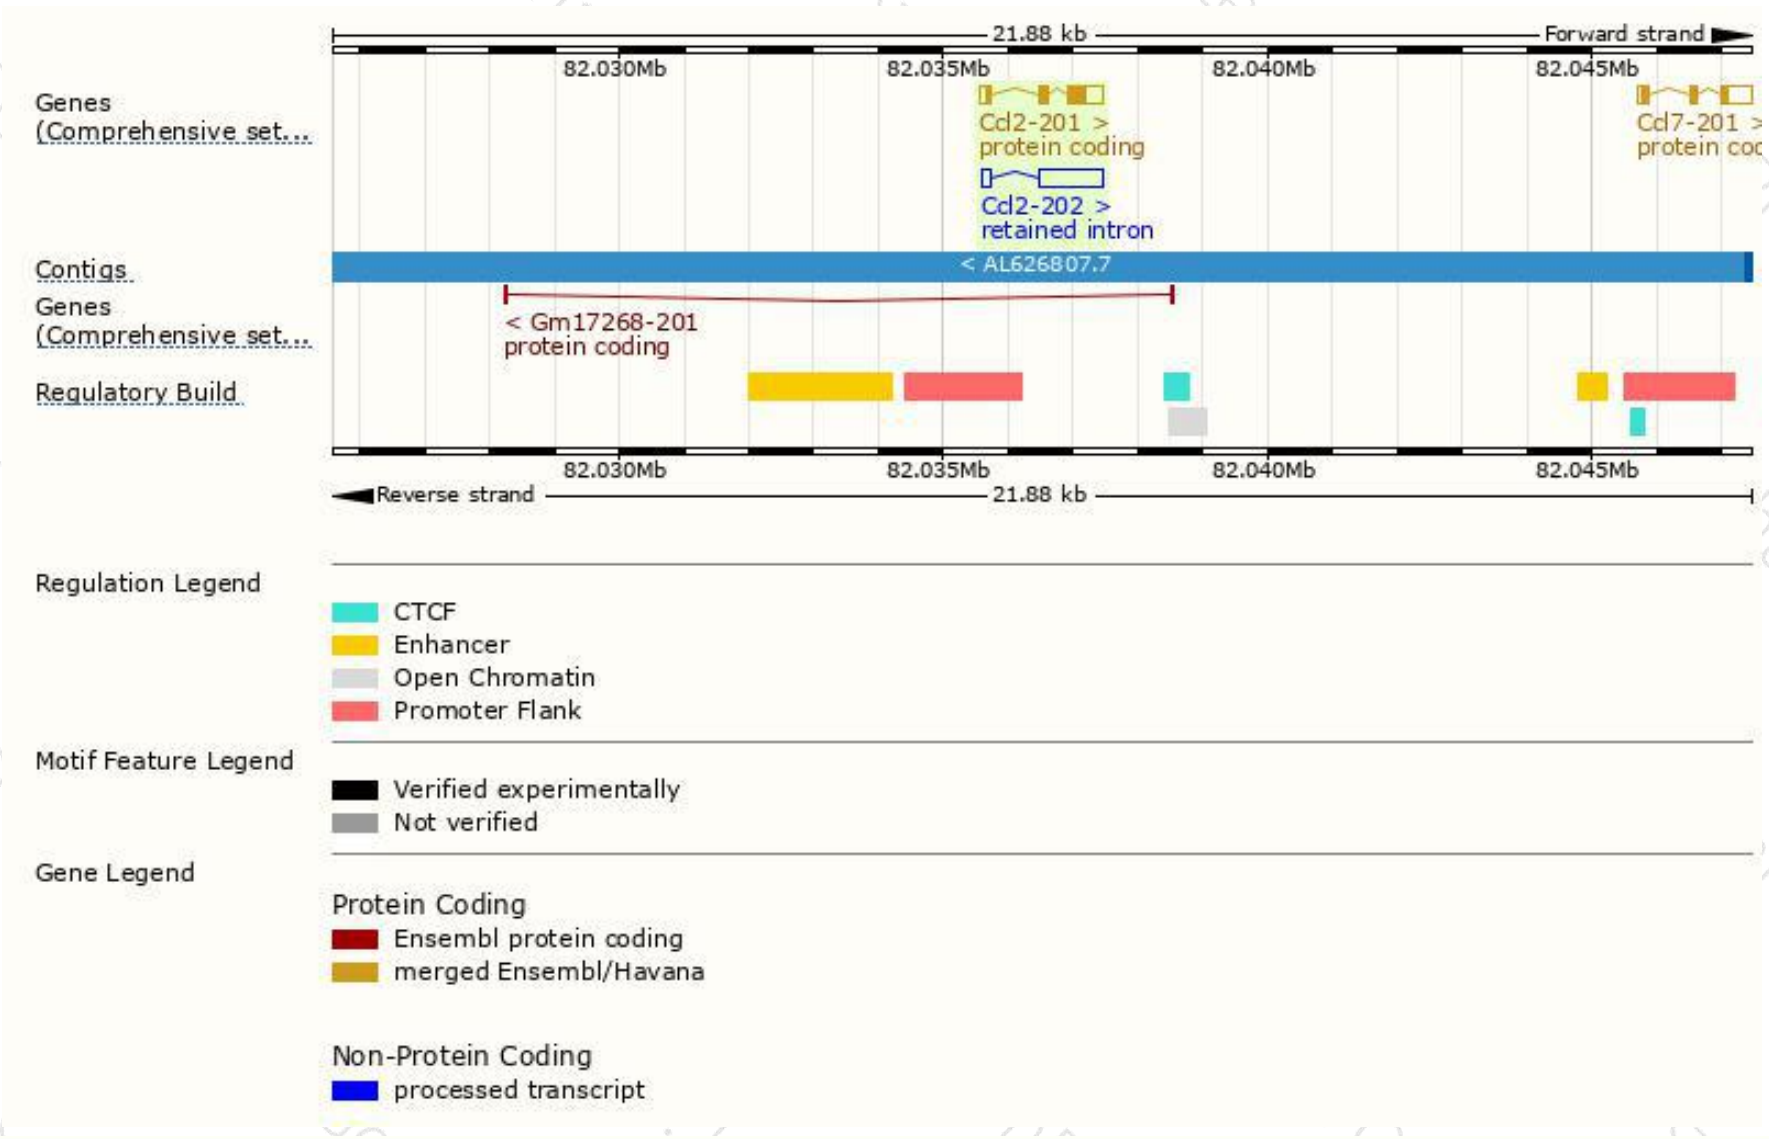 21.88 kb
Forward strand
82.030Mb 82.035Mb 82.040Mb 82.045Mb
Genes
(Comprehensive set...
Ccl2-201 >
protein coding
Ccl7-201 >
protein coc
Ccl2-202 >
retained intron
Contigs
< AL626807.7
Genes
(Comprehensive set...
< Gm17268-201
protein coding
Regulatory Build
82.030Mb 82.035Mb 82.040Mb 82.045Mb
Reverse strand
21.88 kb
Regulation Legend
CTCF
Enhancer
Open Chromatin
Promoter Flank
Motif Feature Legend
Verified experimentally
Not verified
Gene Legend
Protein Coding
Ensembl protein coding
merged Ensembl/Havana
Non-Protein Coding
processed transcript